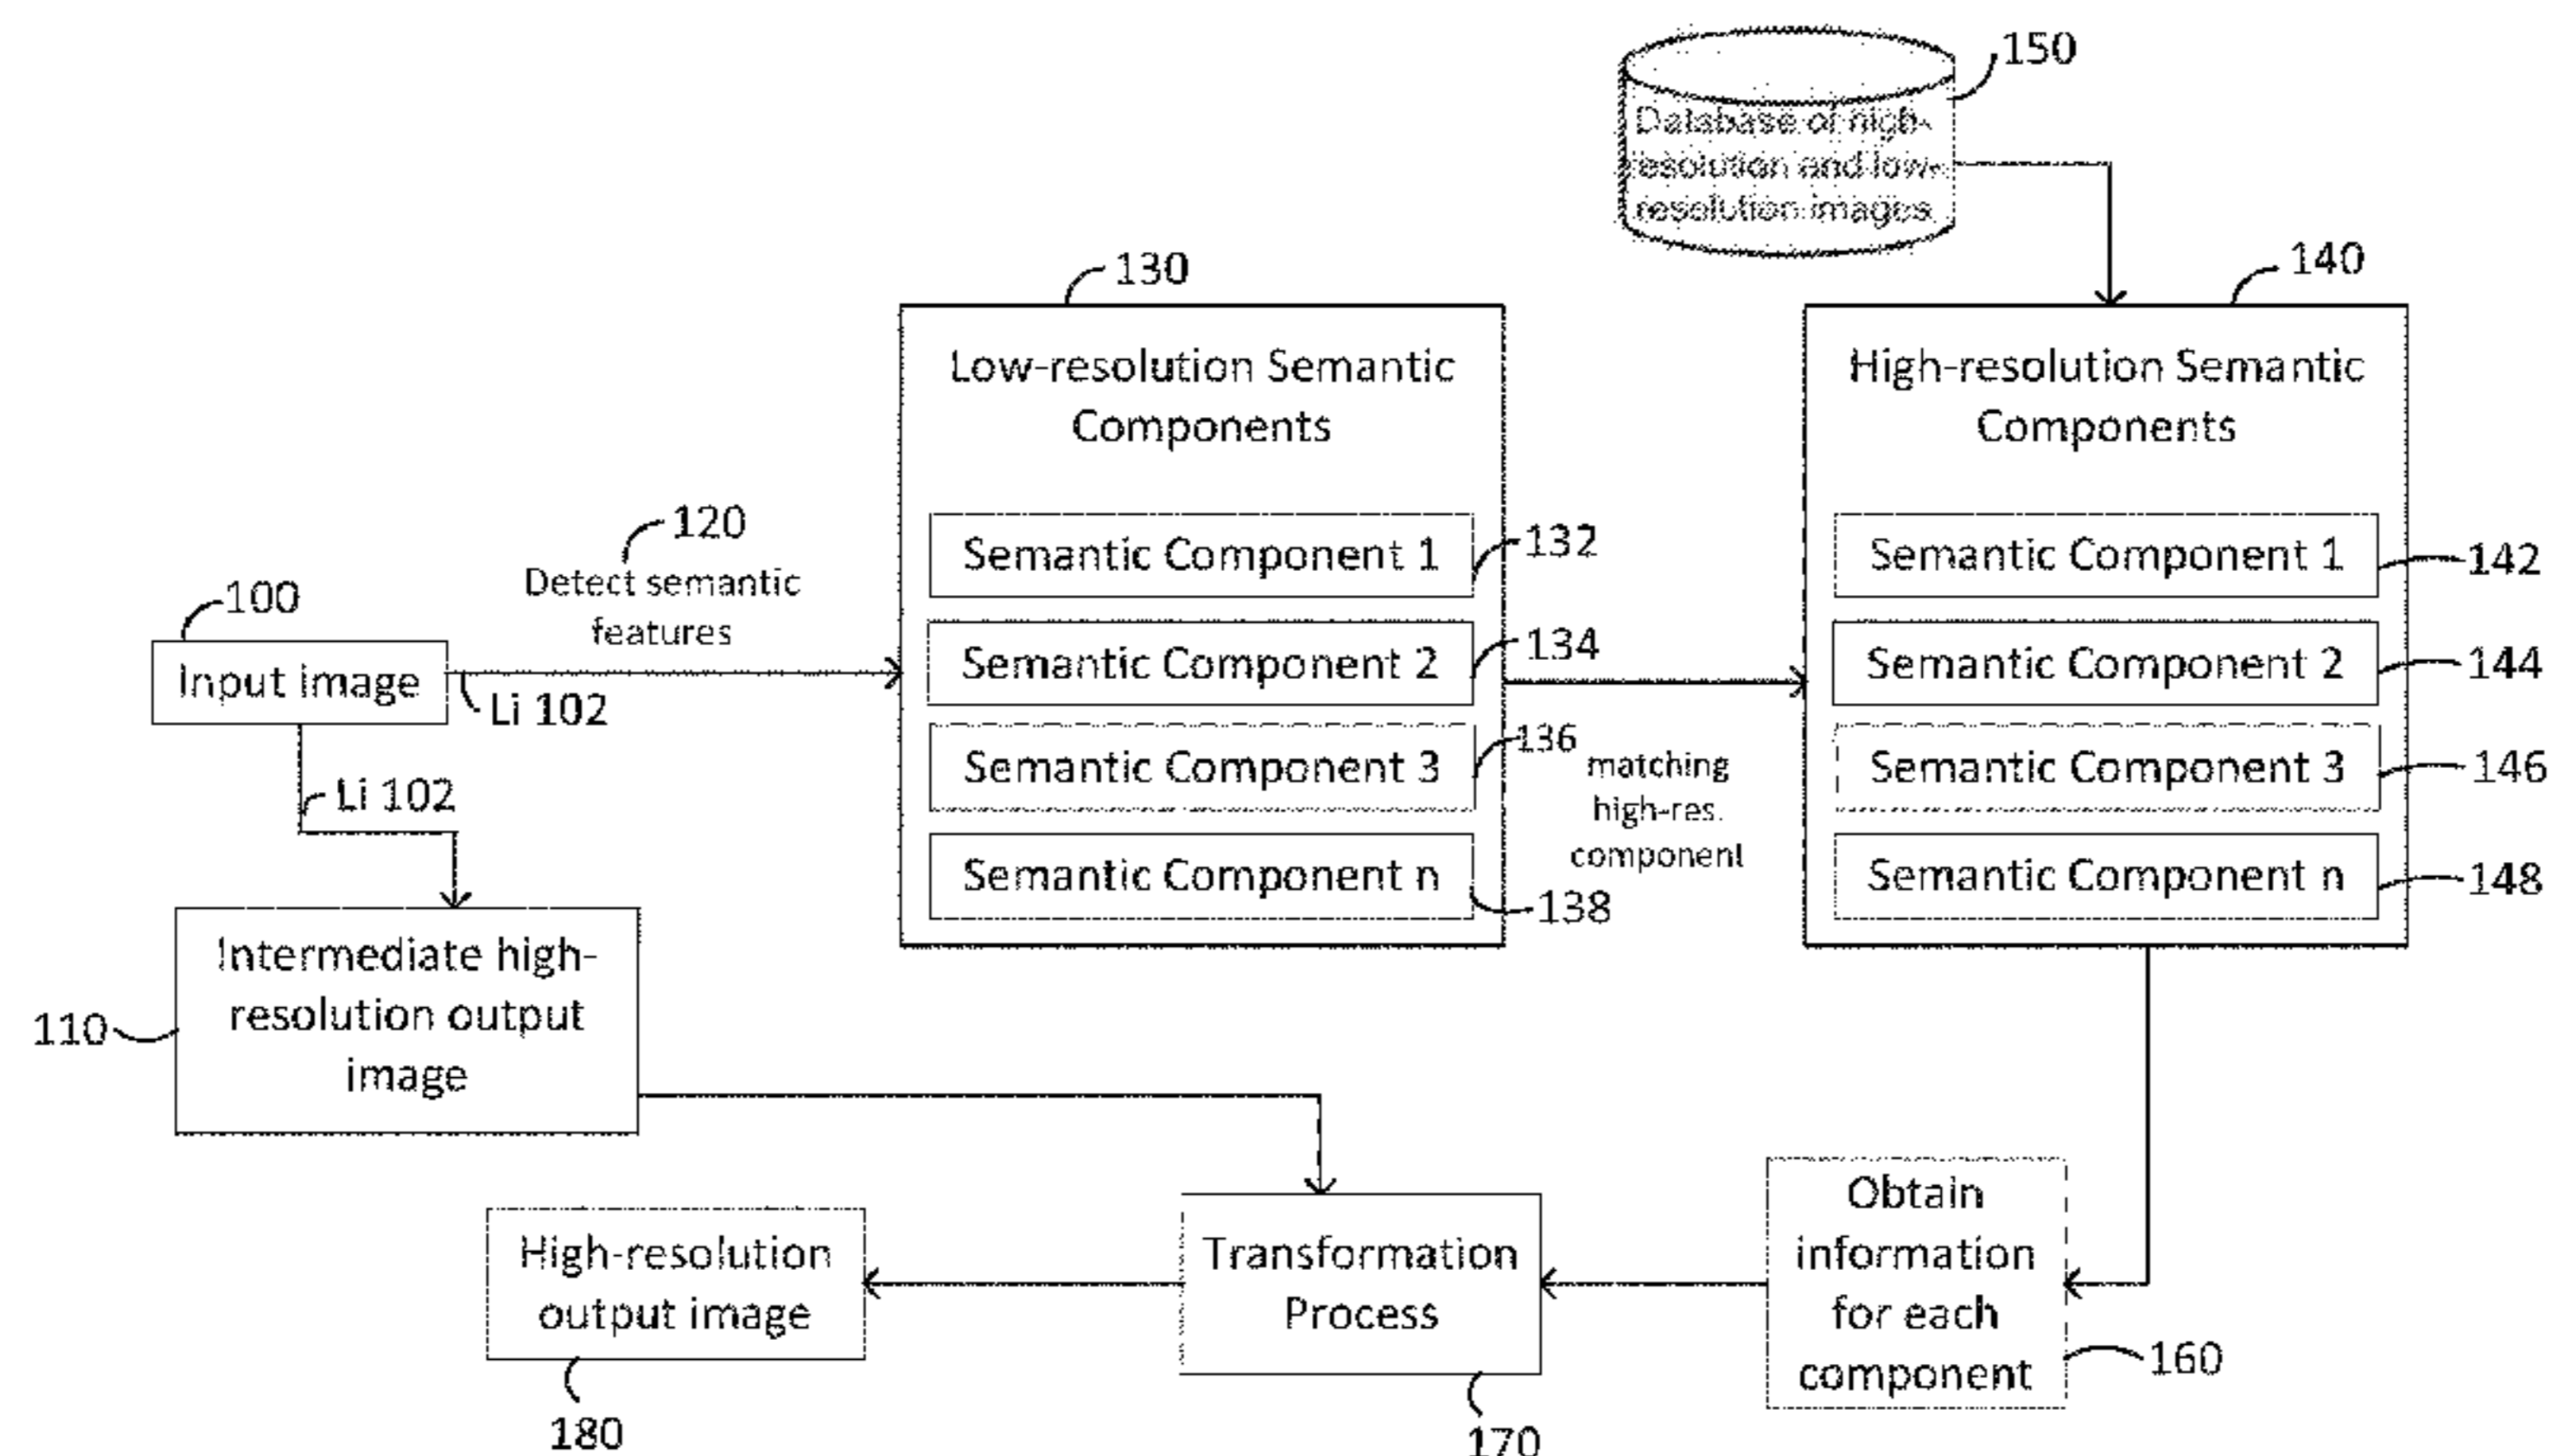 150
Database of high-
resolution and low-
resolution images
130
140
Low-resolution Semantic
Components
High-resolution Semantic
Components
120
Detect semantic
features
Semantic Component 1
132
Semantic Component 1
142
100
Input image
Li 102
Semantic Component 2
134
Semantic Component 2
144
Li 102
Semantic Component 3
136
matching
high-res.
component
Semantic Component 3
146
Semantic Component n
138
Semantic Component n
148
110
Intermediate high-
resolution output
image
High-resolution
output image
180
Transformation
Process
170
Obtain
information
for each
component
160